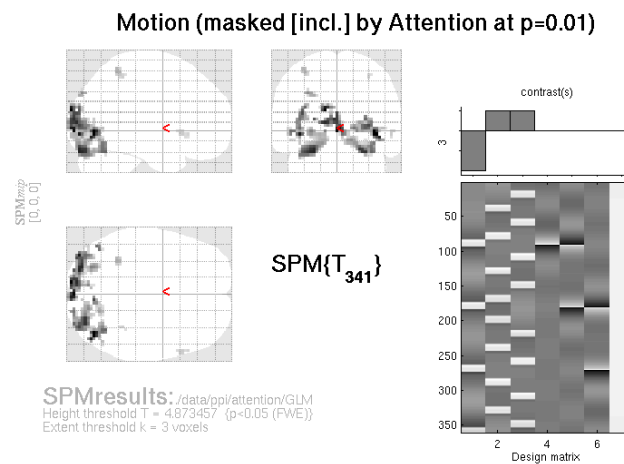 Motion (masked [incl.] by Attention at p=0.01)
contrast(s)
3
SPMmip
[0, 0, 0]
<
<
<
SPM{T341}
50
100
150
200
250
300
350
2 4 6
Design matrix
SPMresults: ./data/ppi/attention/GLM
Height threshold T = 4.873457 {p<0.05 (FWE)}
Extent threshold k = 3 voxels